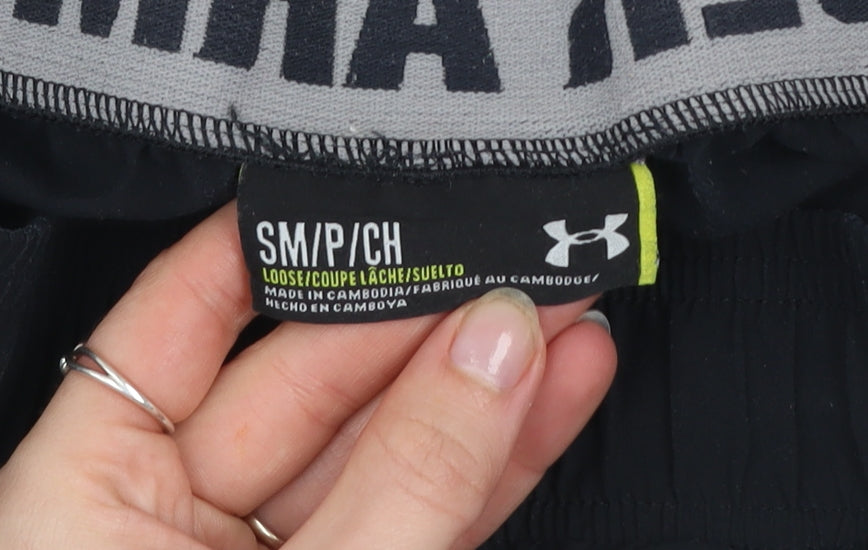 SM/P/CH
LOOSE/COUPE LÂCHE/SUELTO
MADE IN CAMBODIA/FABRIQUÉ AU CAMBODGE/
HECHO EN CAMBOYA